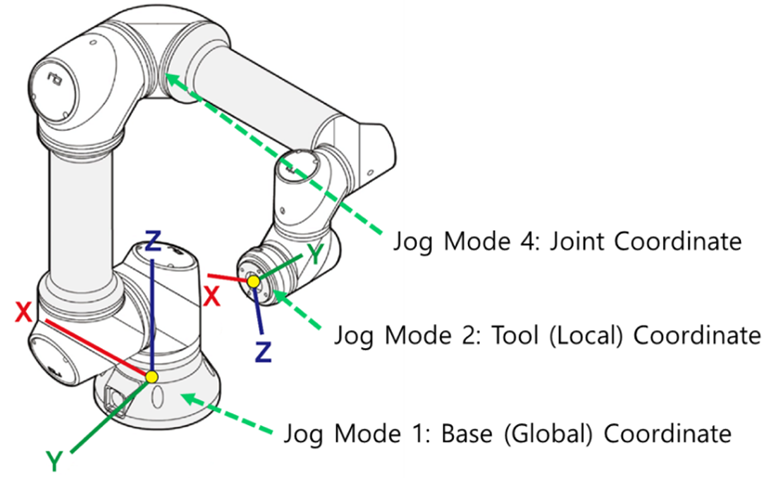 Jog Mode 4: Joint Coordinate
Z
Y
X
X
Jog Mode 2: Tool (Local) Coordinate
Z
Jog Mode 1: Base (Global) Coordinate
Y